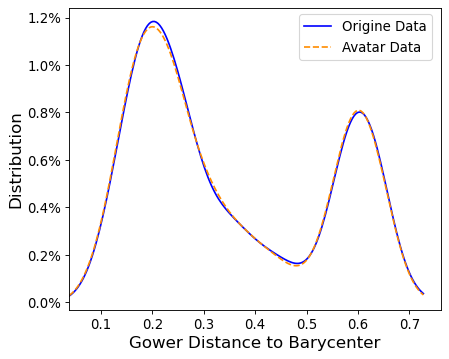 1.2%
1.0%
0.8%
0.6%
0.4%
0.2%
0.0%
Distribution
Origine Data
Avatar Data
0.1 0.2 0.3 0.4 0.5 0.6 0.7
Gower Distance to Barycenter